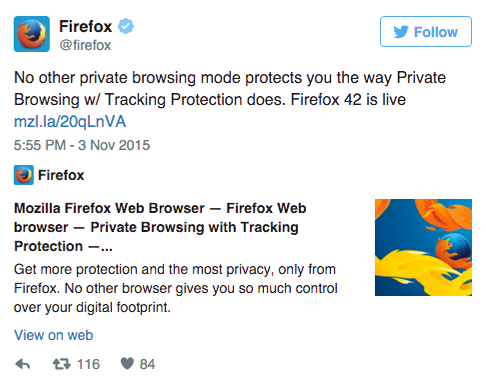 Firefox
@firefox
Follow
No other private browsing mode protects you the way Private
Browsing w/ Tracking Protection does. Firefox 42 is live
mzl.la/20qLnVA
5:55 PM - 3 Nov 2015
Firefox
Mozilla Firefox Web Browser — Firefox Web
browser — Private Browsing with Tracking
Protection —...
Get more protection and the most privacy, only from
Firefox. No other browser gives you so much control
over your digital footprint.
View on web
116 84